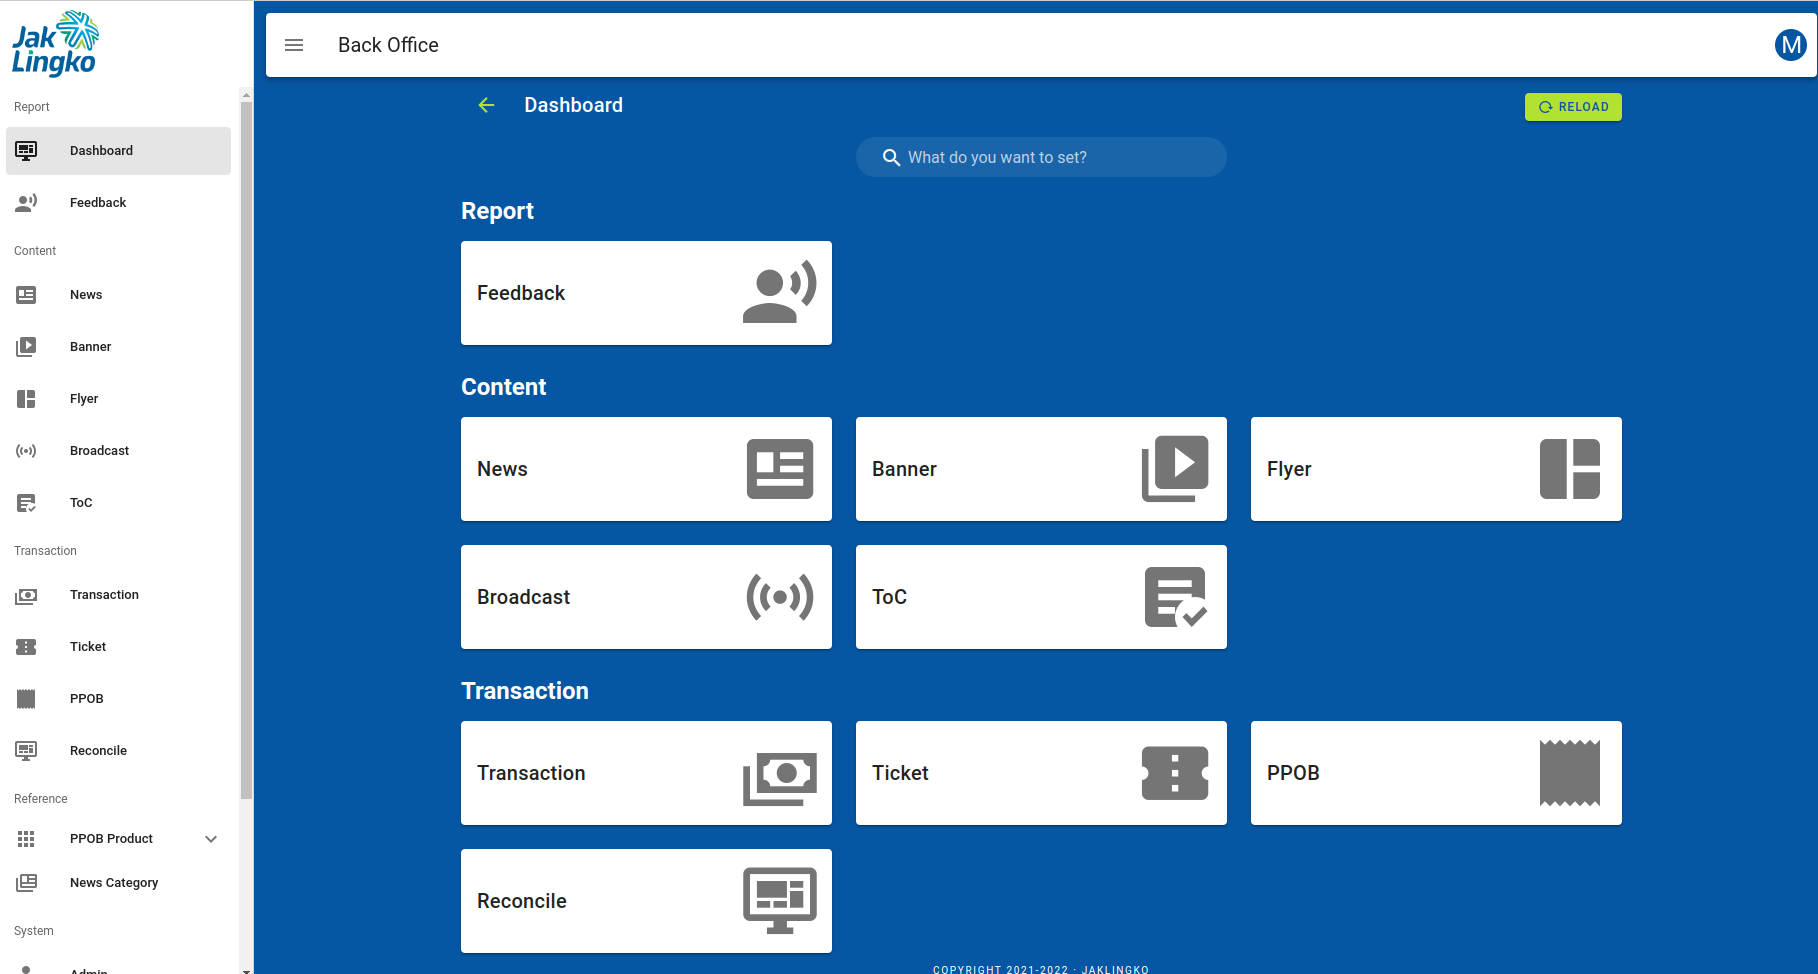 Jak
Lingko
Report
Dashboard
Feedback
Content
News
Banner
Flyer
Broadcast
ToC
Transaction
Transaction
Ticket
PPOB
Reconcile
Reference
PPOB Product
News Category
System
Admin
Back Office
M
Dashboard
RELOAD
What do you want to set?
Report
Feedback
Content
News
Banner
Flyer
Broadcast
ToC
Transaction
Transaction
Ticket
PPOB
Reconcile
COPYRIGHT 2021-2022 · JAKLINGKO